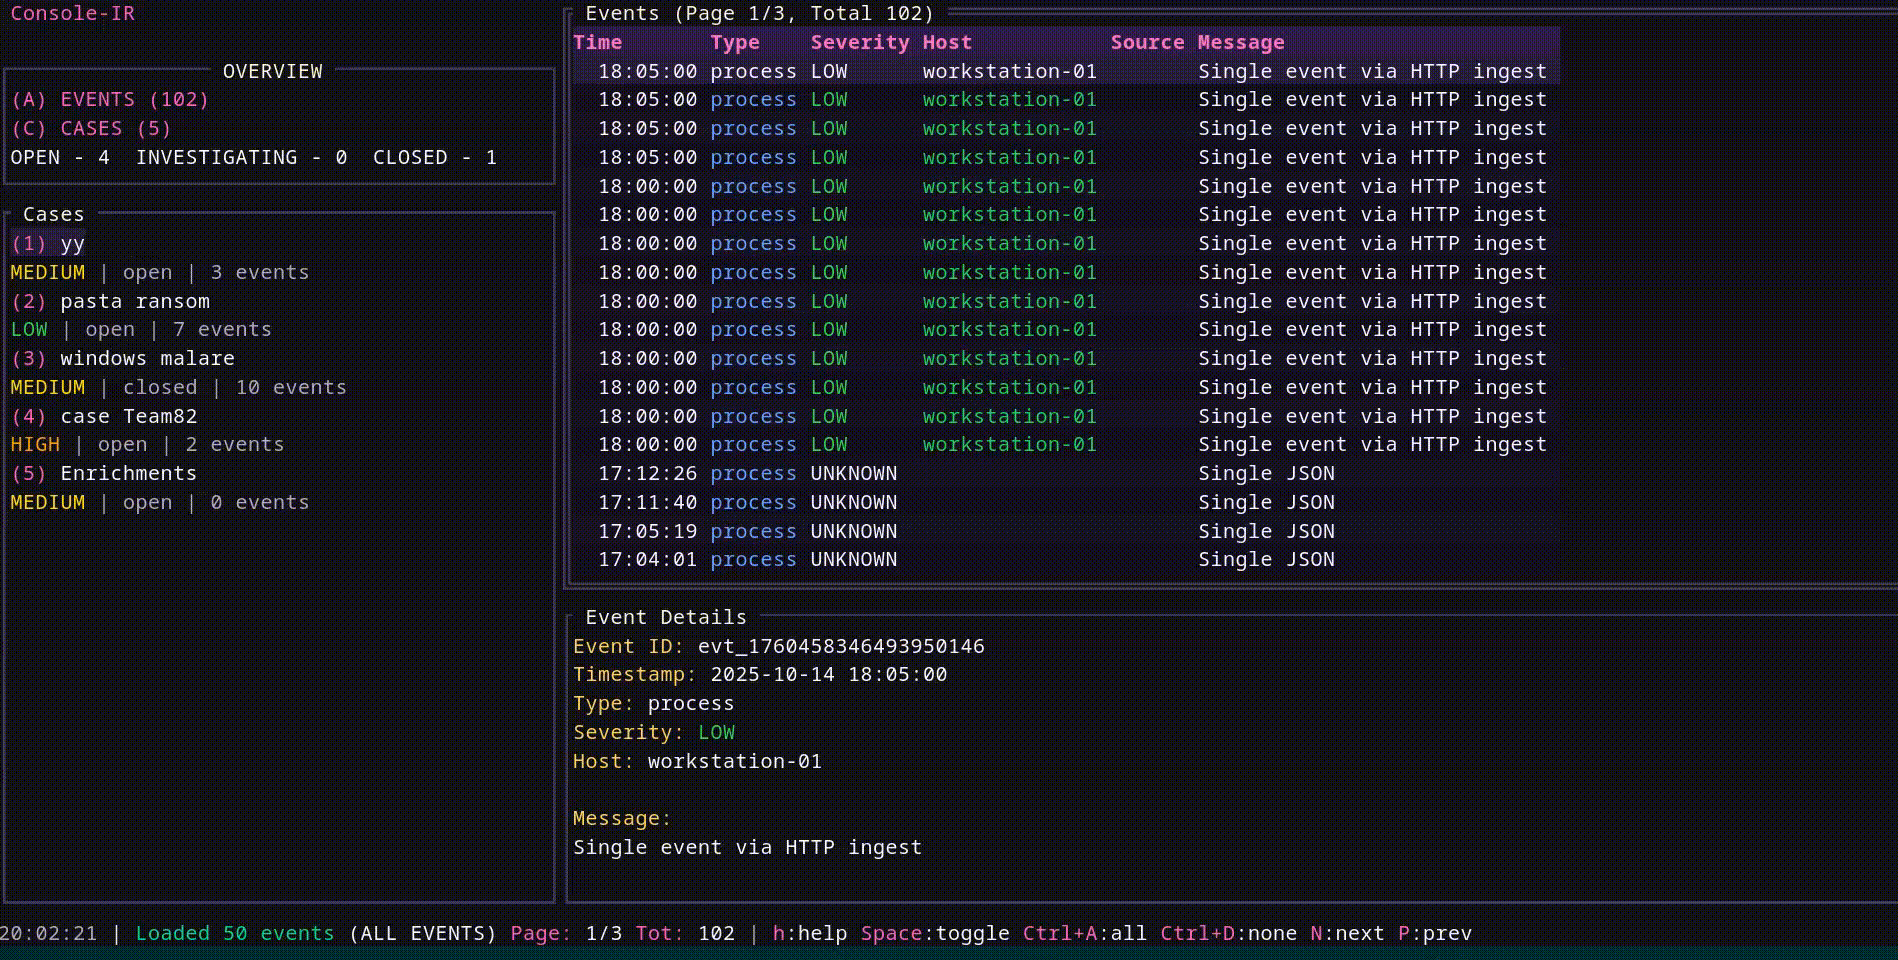 Console-IR
OVERVIEW
(A) EVENTS (102)
(C) CASES (5)
OPEN - 4  INVESTIGATING - 0  CLOSED - 1
Cases
(1) yy
MEDIUM | open | 3 events
(2) pasta ransom
LOW | open | 7 events
(3) windows malare
MEDIUM | closed | 10 events
(4) case Team82
HIGH | open | 2 events
(5) Enrichments
MEDIUM | open | 0 events
Events (Page 1/3, Total 102)
Time Type Severity Host Source Message
18:05:00 process LOW workstation-01 Single event via HTTP ingest
18:05:00 process LOW workstation-01 Single event via HTTP ingest
18:05:00 process LOW workstation-01 Single event via HTTP ingest
18:05:00 process LOW workstation-01 Single event via HTTP ingest
18:00:00 process LOW workstation-01 Single event via HTTP ingest
18:00:00 process LOW workstation-01 Single event via HTTP ingest
18:00:00 process LOW workstation-01 Single event via HTTP ingest
18:00:00 process LOW workstation-01 Single event via HTTP ingest
18:00:00 process LOW workstation-01 Single event via HTTP ingest
18:00:00 process LOW workstation-01 Single event via HTTP ingest
18:00:00 process LOW workstation-01 Single event via HTTP ingest
18:00:00 process LOW workstation-01 Single event via HTTP ingest
18:00:00 process LOW workstation-01 Single event via HTTP ingest
18:00:00 process LOW workstation-01 Single event via HTTP ingest
17:12:26 process UNKNOWN Single JSON
17:11:40 process UNKNOWN Single JSON
17:05:19 process UNKNOWN Single JSON
17:04:01 process UNKNOWN Single JSON
Event Details
Event ID: evt_1760458346493950146
Timestamp: 2025-10-14 18:05:00
Type: process
Severity: LOW
Host: workstation-01
Message:
Single event via HTTP ingest
20:02:21 | Loaded 50 events (ALL EVENTS) Page: 1/3 Tot: 102 | h:help Space:toggle Ctrl+A:all Ctrl+D:none N:next P:prev